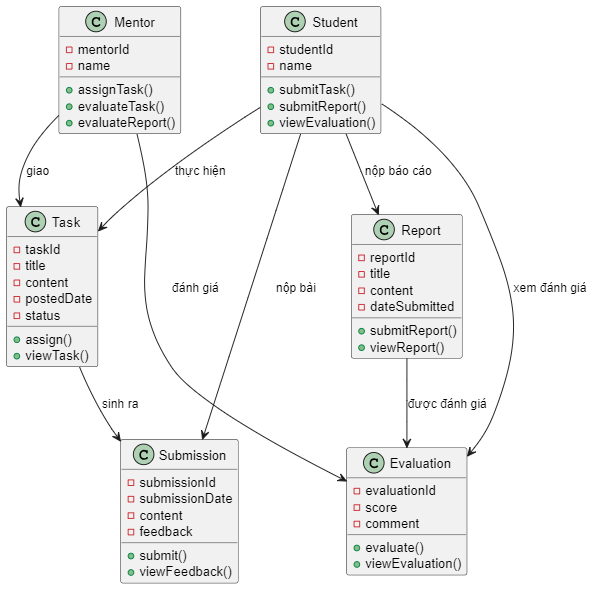 C Mentor
mentorId
name
assignTask()
evaluateTask()
evaluateReport()
C Student
studentId
name
submitTask()
submitReport()
viewEvaluation()
giao
thực hiện
nộp báo cáo
C Task
taskId
title
content
postedDate
status
assign()
viewTask()
C Report
reportId
title
content
dateSubmitted
submitReport()
viewReport()
đánh giá
nộp bài
xem đánh giá
sinh ra
được đánh giá
C Submission
submissionId
submissionDate
content
feedback
submit()
viewFeedback()
C Evaluation
evaluationId
score
comment
evaluate()
viewEvaluation()